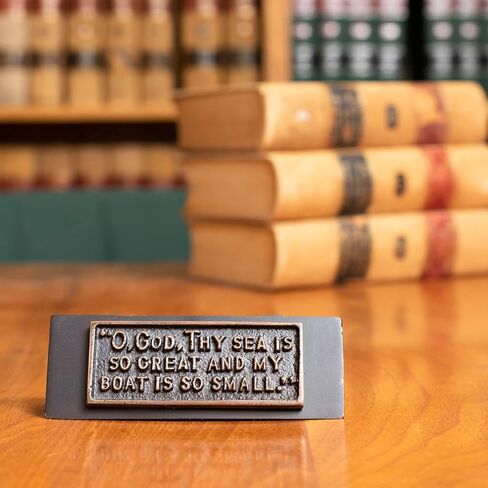 "O, GOD, THY SEA IS
SO GREAT AND MY
BOAT IS SO SMALL."